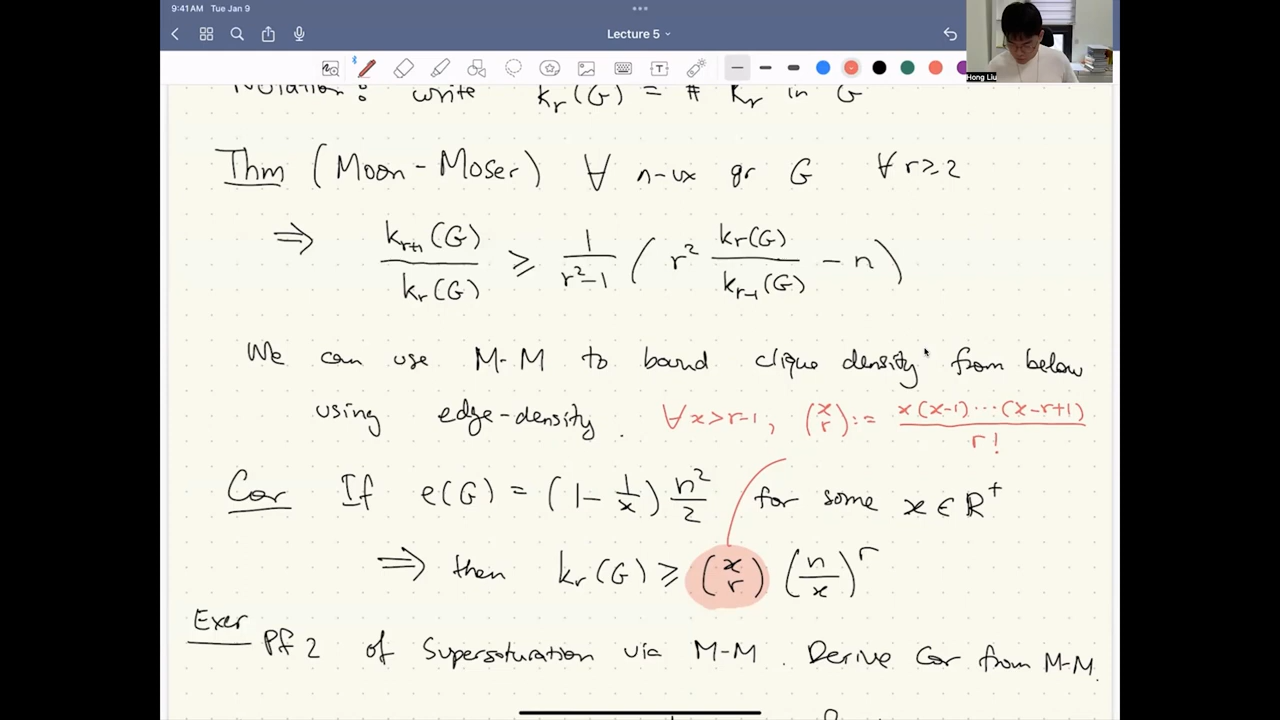 9:41 AM Tue Jan 9
Lecture 5
Hong Liu
Notation: write k_r(G) = # K_r in G
Thm (Moon-Moser) ∀ n-vx gr G ∀ r≥2
⇒ k_{r+1}(G)/k_r(G) ≥ 1/(r²-1) ( r² k_r(G)/k_{r-1}(G) - n )
We can use M-M to bound clique density from below
using edge-density. ∀x>r-1, (x r) := x(x-1)⋯(x-r+1)/r!
Cor If e(G) = (1 - 1/x) n²/2 for some x ∈ ℝ⁺
⇒ then k_r(G) ≥ (x r) (n/x)^r
Exer Pf 2 of Supersaturation via M-M. Derive Cor from M-M.